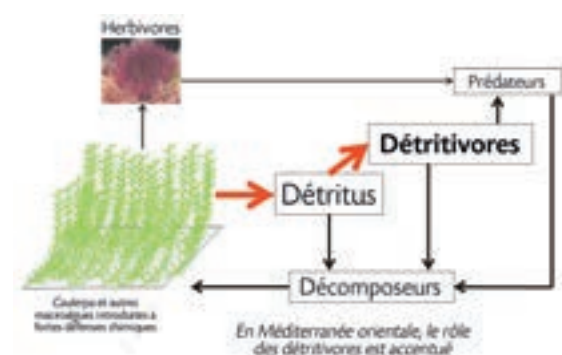 Herbivores
Prédateurs
Détritivores
Détritus
Décomposeurs
Caulerpa et autres
macroalgues introduites à
fortes défenses chimiques
En Méditerranée orientale, le rôle
des détritivores est accentué